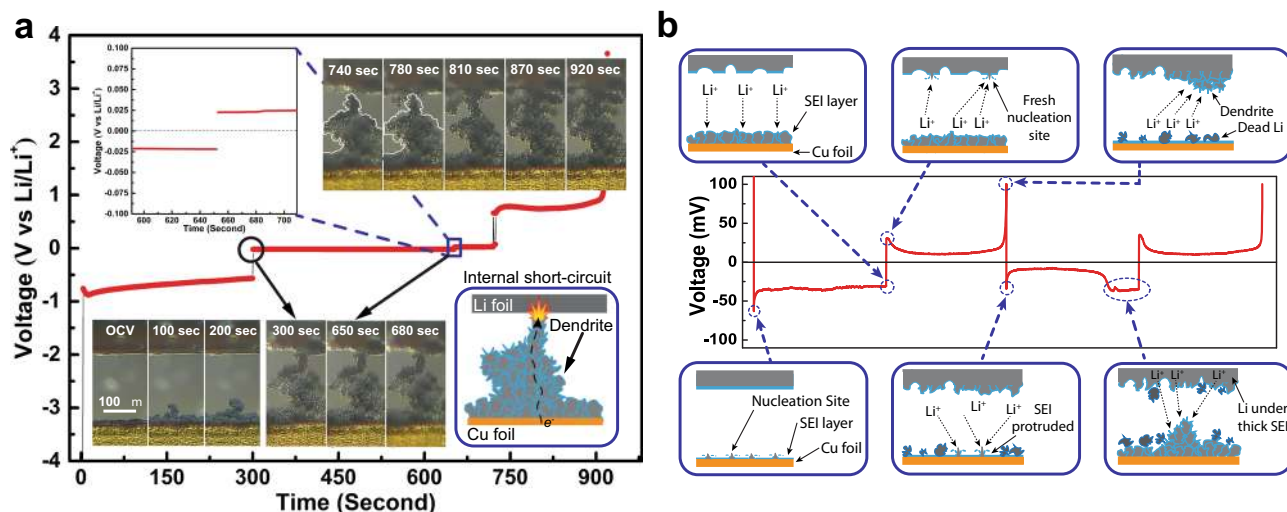 a
Voltage (V vs Li/Li+)
4
3
2
1
0
-1
-2
-3
-4
0 150 300 450 600 750 900
Time (Second)
Voltage (V vs Li/Li+)
0.100
0.075
0.050
0.025
0.000
-0.025
-0.050
-0.075
-0.100
600 620 640 660 680 700
Time (Second)
740 sec 780 sec 810 sec 870 sec 920 sec
OCV 100 sec 200 sec 300 sec 650 sec 680 sec
100 m
Internal short-circuit
Li foil
Dendrite
Cu foil
e-
b
Li+ Li+ Li+
SEI layer
Cu foil
Li+ Li+ Li+
Fresh
nucleation
site
Li+ Li+ Li+
Dendrite
Dead Li
Voltage (mV)
100
50
0
-50
-100
Nucleation Site
SEI layer
Cu foil
Li+ Li+ Li+
SEI
protruded
Li+ Li+ Li+
Li under
thick SEI